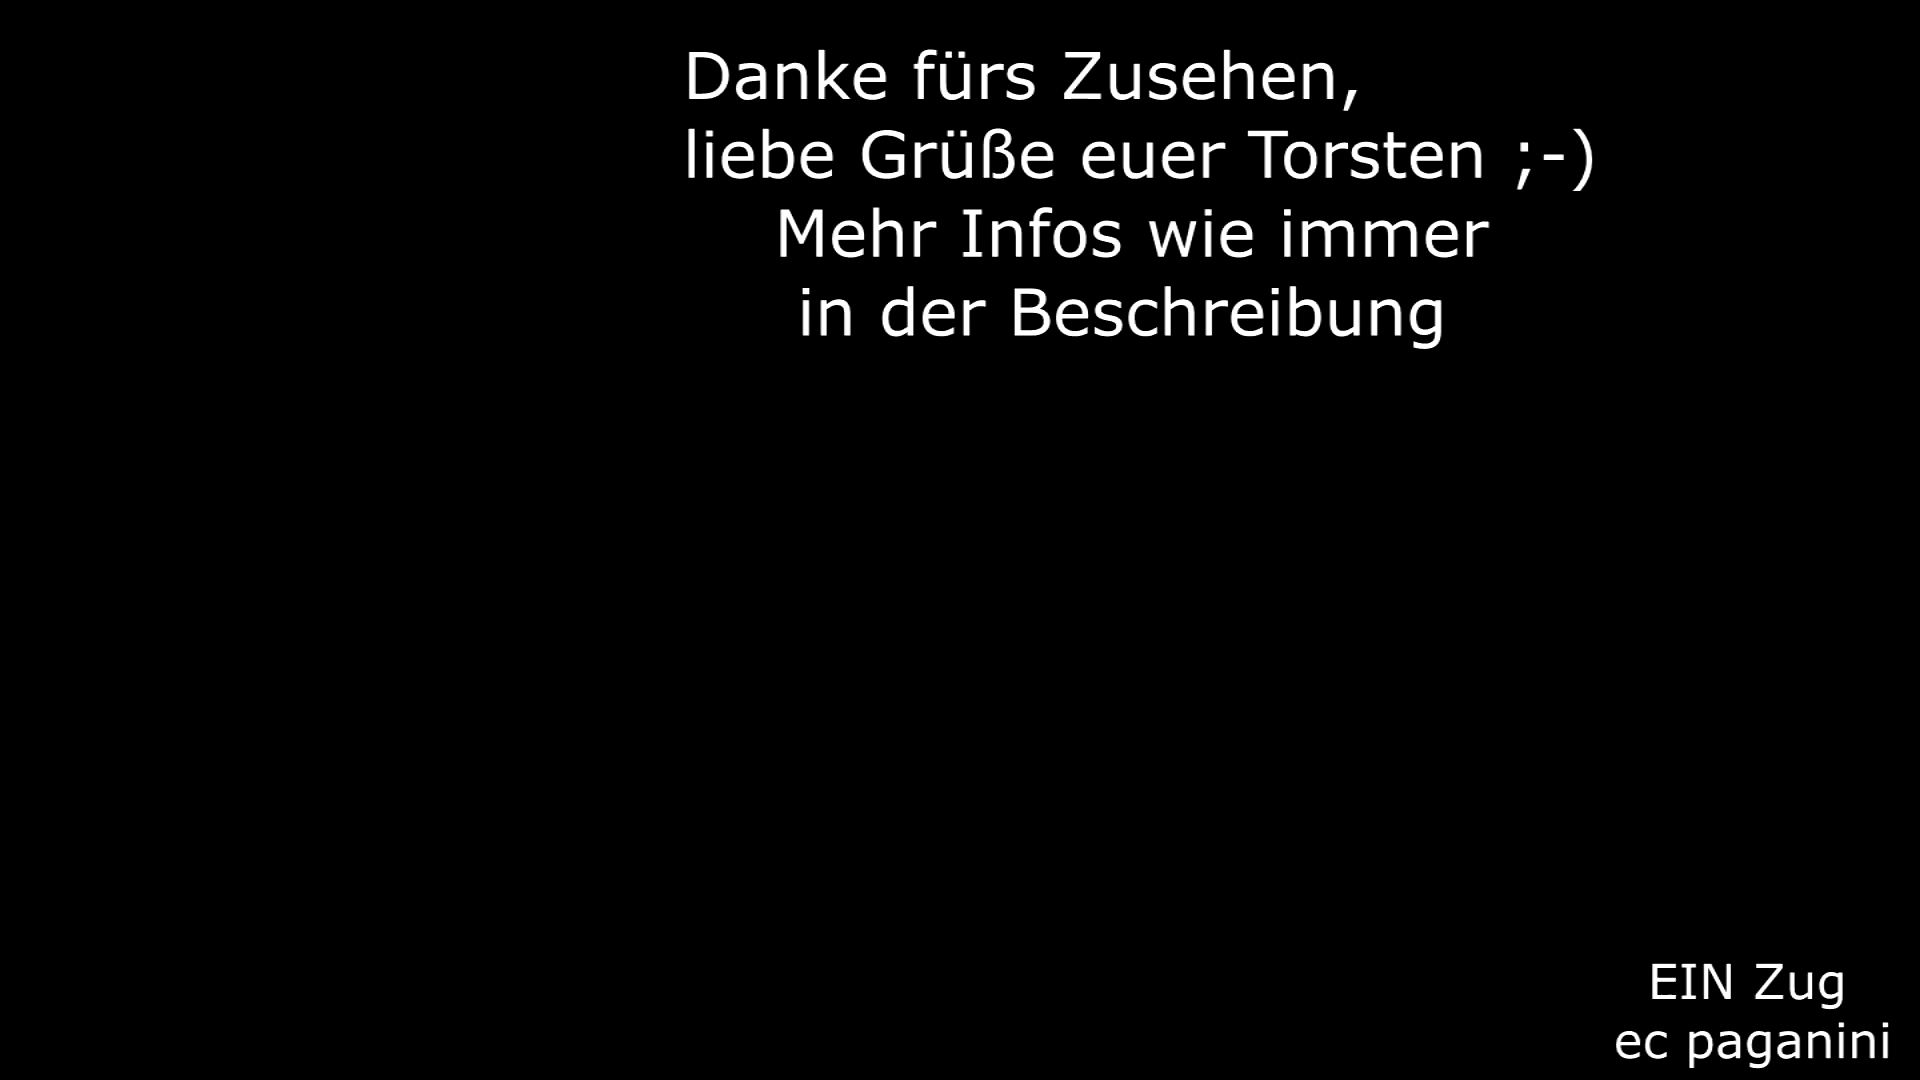 Danke fürs Zusehen,
liebe Grüße euer Torsten ;-)
Mehr Infos wie immer
in der Beschreibung
EIN Zug
ec paganini